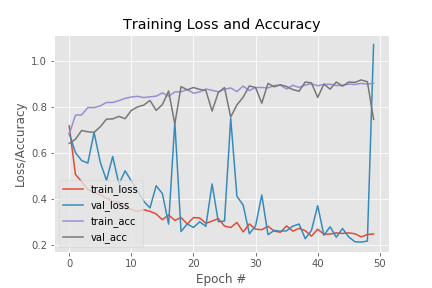 Training Loss and Accuracy
Loss/Accuracy
1.0
0.8
0.6
0.4
0.2
train_loss
val_loss
train_acc
val_acc
0 10 20 30 40 50
Epoch #